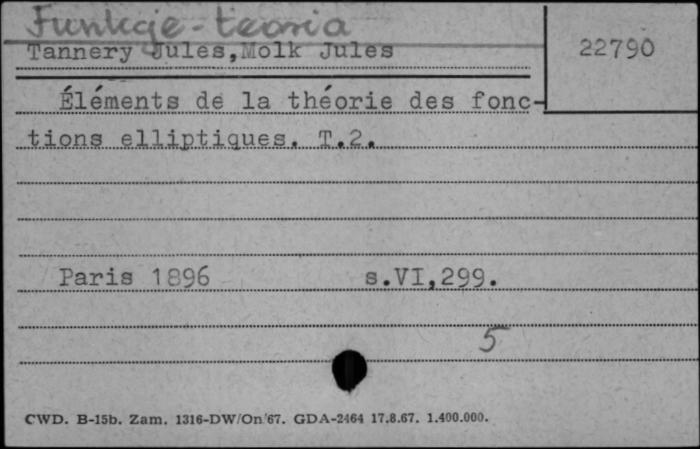 Funkcje-teoria
Tannery Jules,Molk Jules
22790
Éléments de la théorie des fonc-
tions elliptiques. T.2.
Paris 1896 s.VI,299.
5
CWD. B-15b. Zam. 1316-DW/On/67. GDA-2464 17.8.67. 1.400.000.